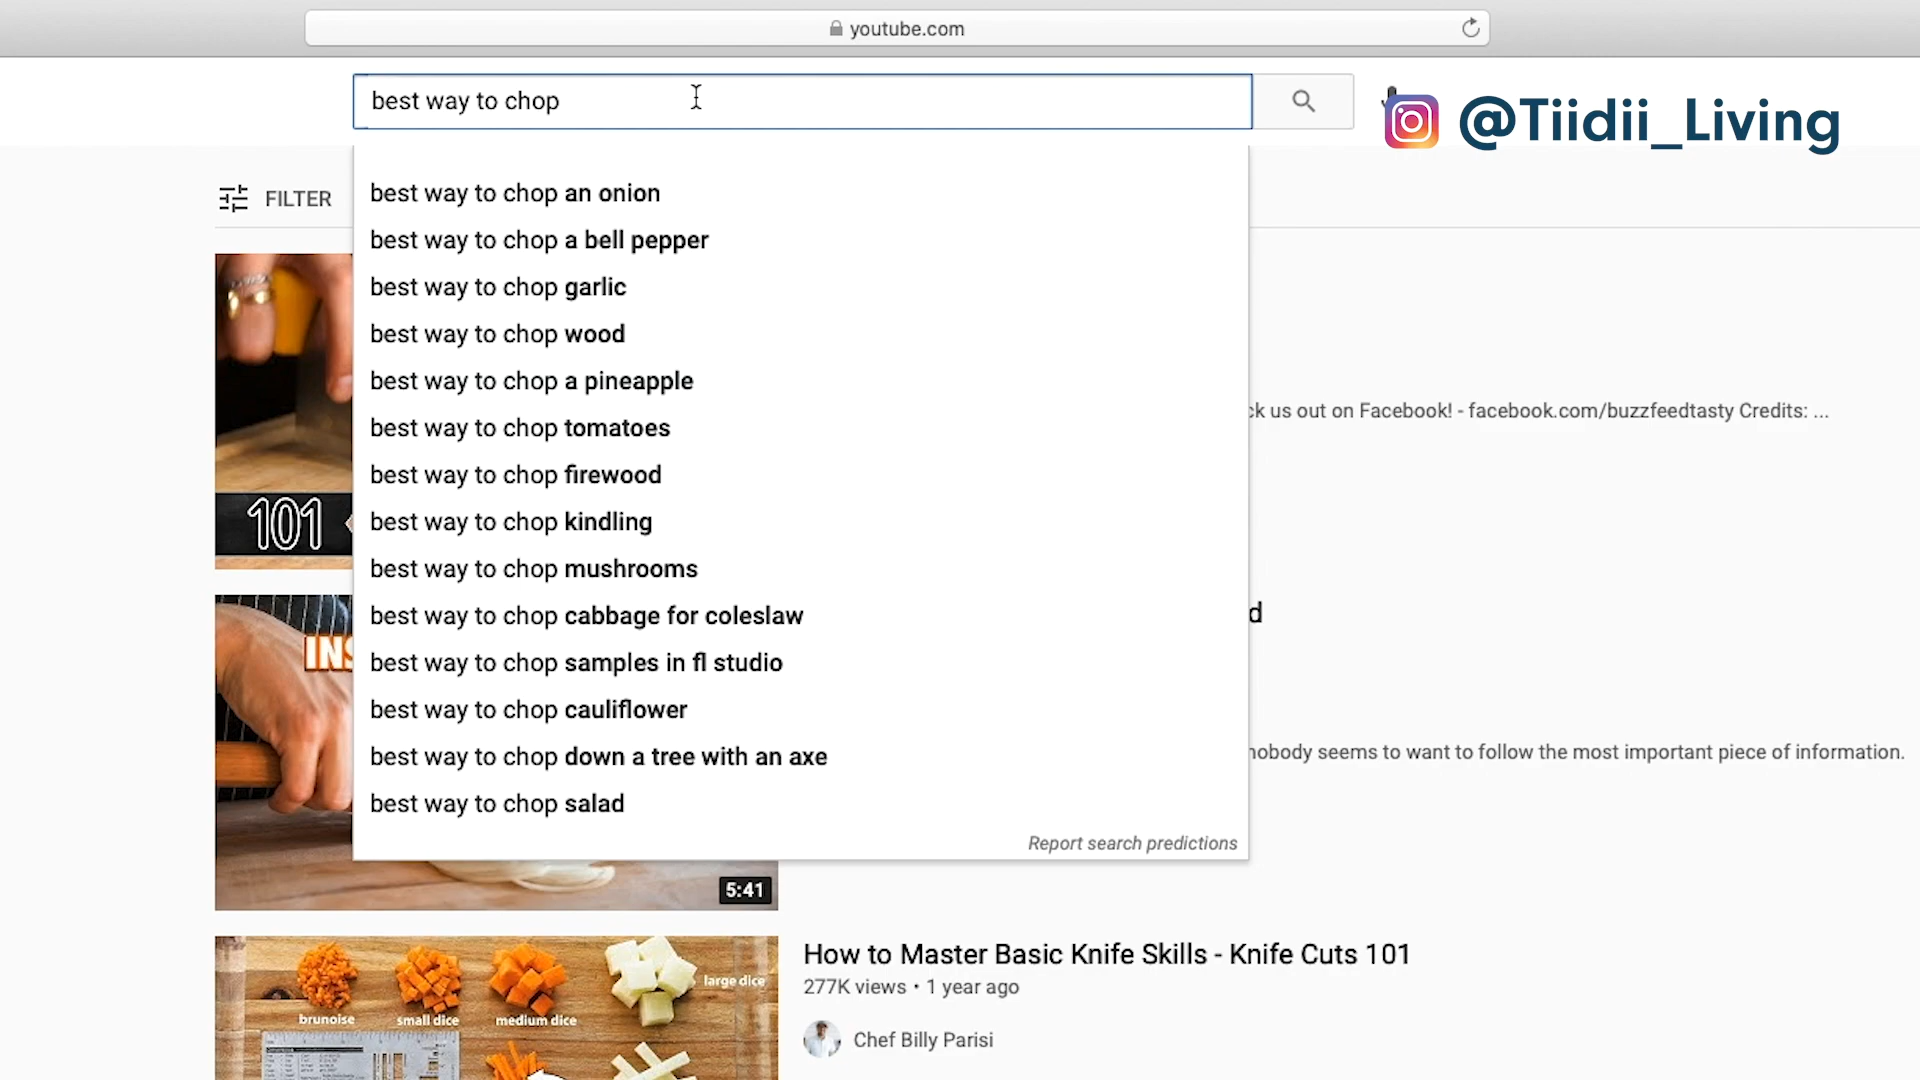 youtube.com
best way to chop
@Tiidii_Living
FILTER
best way to chop an onion
best way to chop a bell pepper
best way to chop garlic
best way to chop wood
best way to chop a pineapple
best way to chop tomatoes
ck us out on Facebook! - facebook.com/buzzfeedtasty Credits: ...
best way to chop firewood
101
best way to chop kindling
best way to chop mushrooms
best way to chop cabbage for coleslaw
d
INS
best way to chop samples in fl studio
best way to chop cauliflower
best way to chop down a tree with an axe
nobody seems to want to follow the most important piece of information.
best way to chop salad
Report search predictions
5:41
How to Master Basic Knife Skills - Knife Cuts 101
277K views • 1 year ago
Chef Billy Parisi
large dice
brunoise
small dice
medium dice